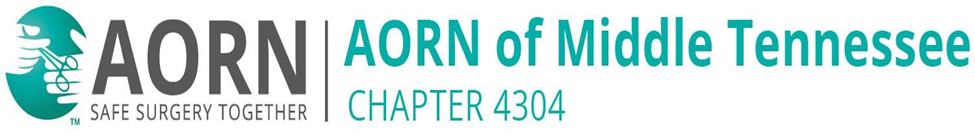 AORN
SAFE SURGERY TOGETHER
TM
AORN of Middle Tennessee
CHAPTER 4304